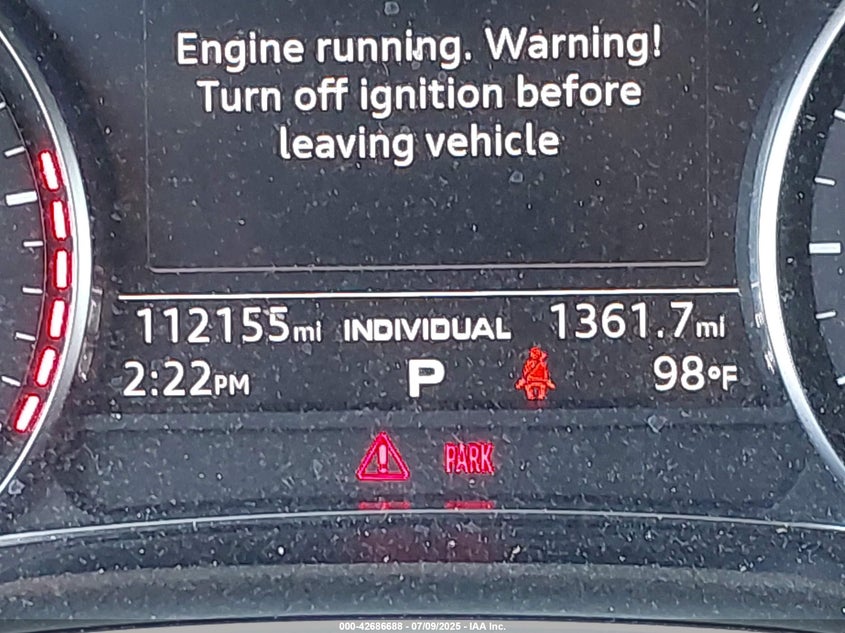 Engine running. Warning!
Turn off ignition before
leaving vehicle
112155mi INDIVIDUAL 1361.7mi
2:22PM P 98°F
PARK
000-42686688 - 07/09/2025 - IAA Inc.